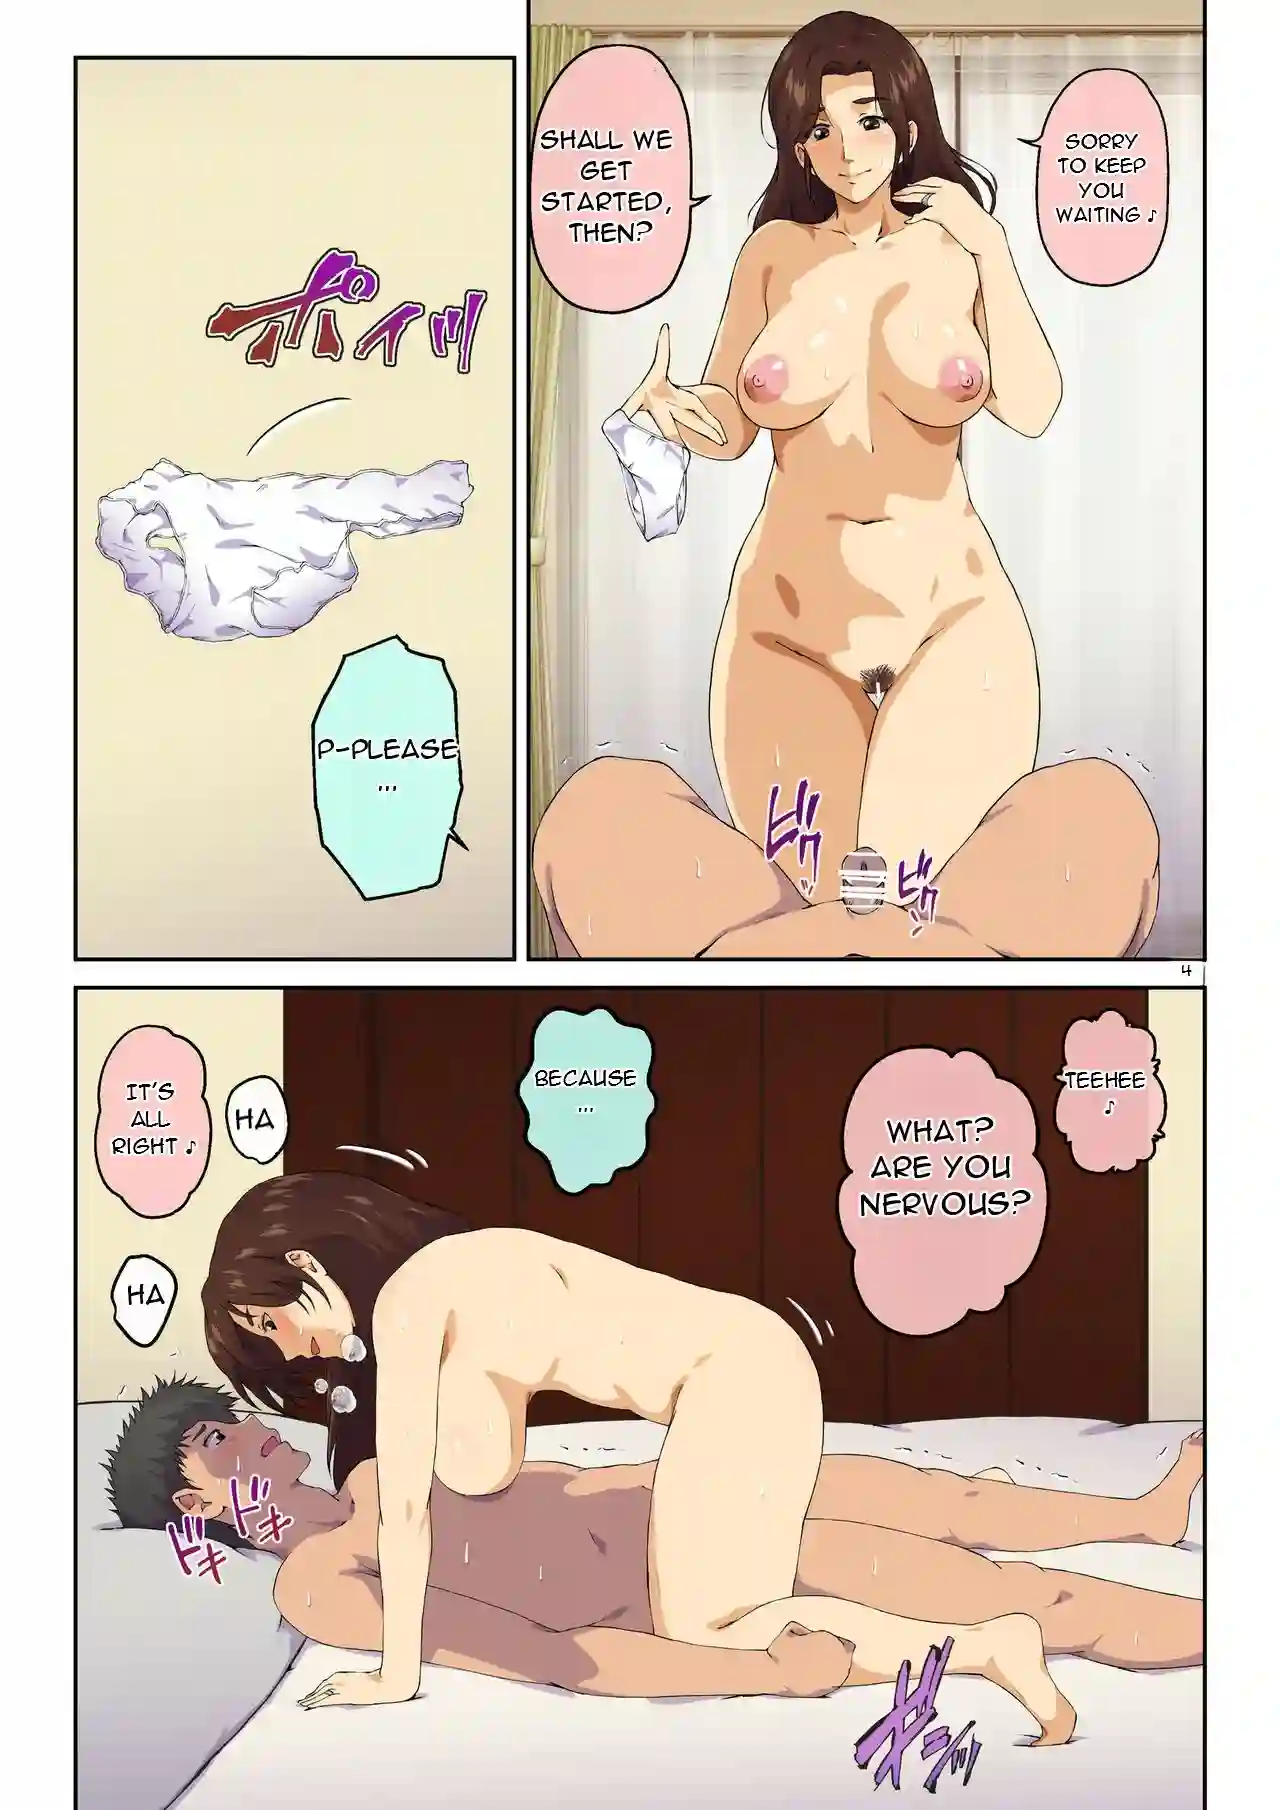 SORRY
TO KEEP
YOU
WAITING ♪
SHALL WE
GET
STARTED,
THEN?
ビク
ビクッ
ポイッ
P-PLEASE
...
4
TEEHEE
♪
WHAT?
ARE YOU
NERVOUS?
BECAUSE
...
HA
IT'S
ALL
RIGHT ♪
HA
ドキ
ドキ
ギシッ